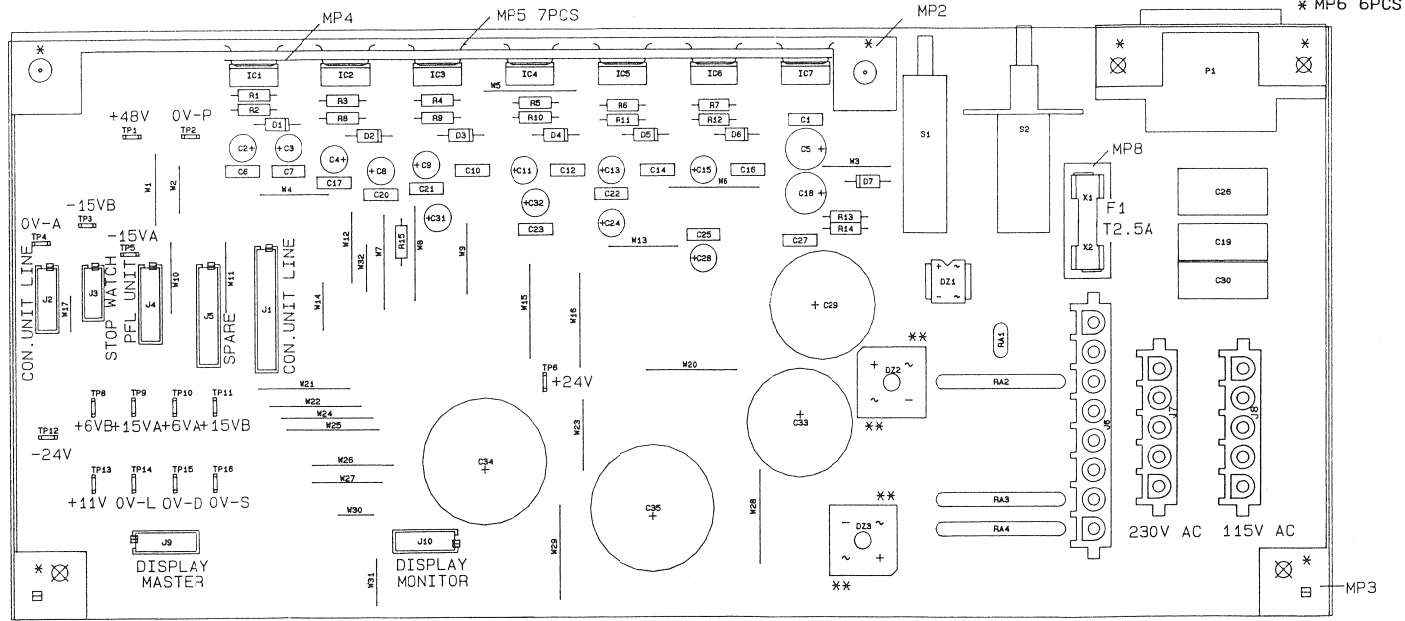 * MP6 6PCS
MP4
MP5 7PCS
MP2
*
*
*
*
IC1
IC2
IC3
IC4
IC5
IC6
IC7
P1
R1
R2
R3
R8
R4
R9
W5
R5
R10
R6
R11
R7
R12
C1
S1
S2
+48V
0V-P
TP1
TP2
D1
D2
D3
D4
D5
D6
C2+
+C3
C4+
+C8
+C9
+C11
+C13
+C15
C5
+
MP8
C6
C7
C17
C20
C21
C10
C12
C14
C16
W3
D7
W1
W2
W4
W6
C22
C18+
X1
F1
T2.5A
X2
C26
-15VB
TP3
0V-A
TP4
-15VA
TP5
+C31
+C32
+C24
C23
C25
C27
R13
R14
C19
W12
W32
W7
R15
W8
W9
W13
+C28
C30
CON.UNIT LINE
J2
W17
J3
STOP WATCH
PFL UNIT
J4
W10
J5
W11
SPARE
J1
CON.UNIT LINE
W14
W15
W16
+ C29
+ ~
DZ1
- ~
RA1
**
+ ~
DZ2
~ -
**
RA2
W20
TP6
+24V
W21
W22
W24
W25
TP8
TP9
TP10
TP11
+6VB
+15VA
+6VA
+15VB
TP12
-24V
W23
C33
+
J6
J7
J8
C34
+
W26
W27
TP13
TP14
TP15
TP16
+11V
0V-L
0V-D
0V-S
W30
C35
+
W28
W29
**
- ~
DZ3
~ +
**
RA3
RA4
230V AC
115V AC
J9
DISPLAY
MASTER
J10
DISPLAY
MONITOR
W31
*
*
MP3